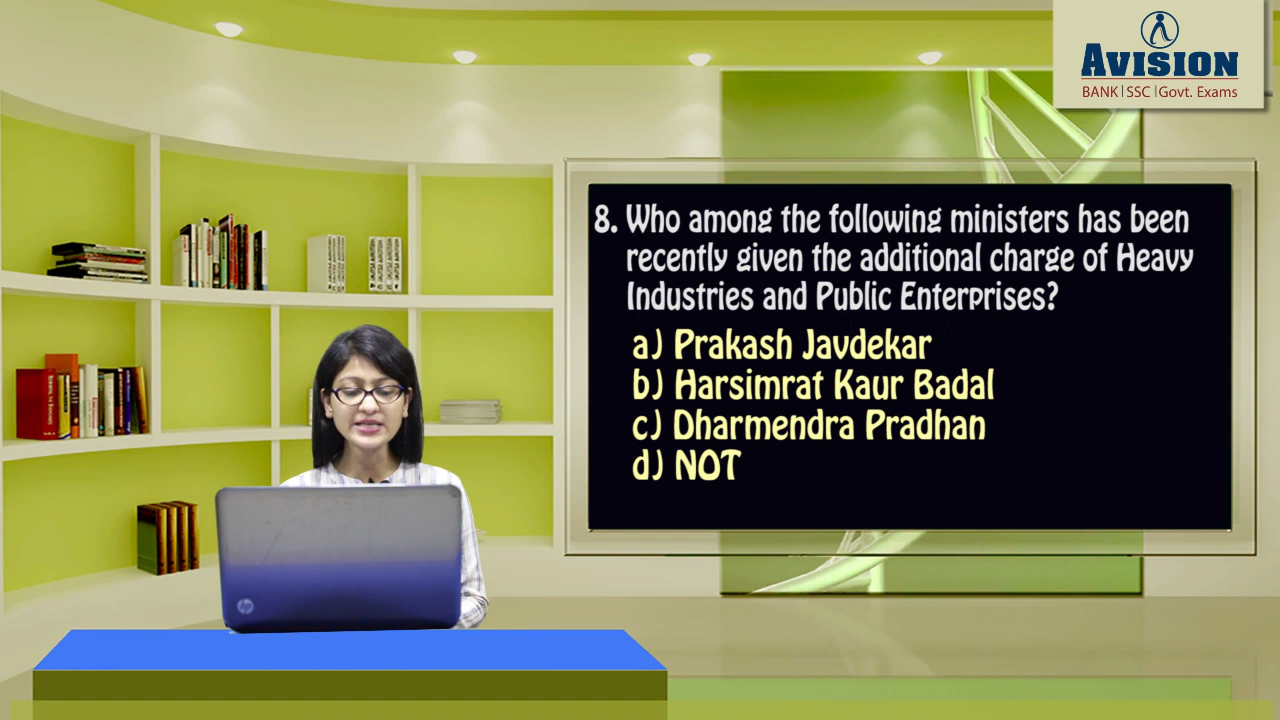 AVISION
BANK | SSC | Govt. Exams
8. Who among the following ministers has been
recently given the additional charge of Heavy
Industries and Public Enterprises?
a) Prakash Javdekar
b) Harsimrat Kaur Badal
c) Dharmendra Pradhan
d) NOT
hp